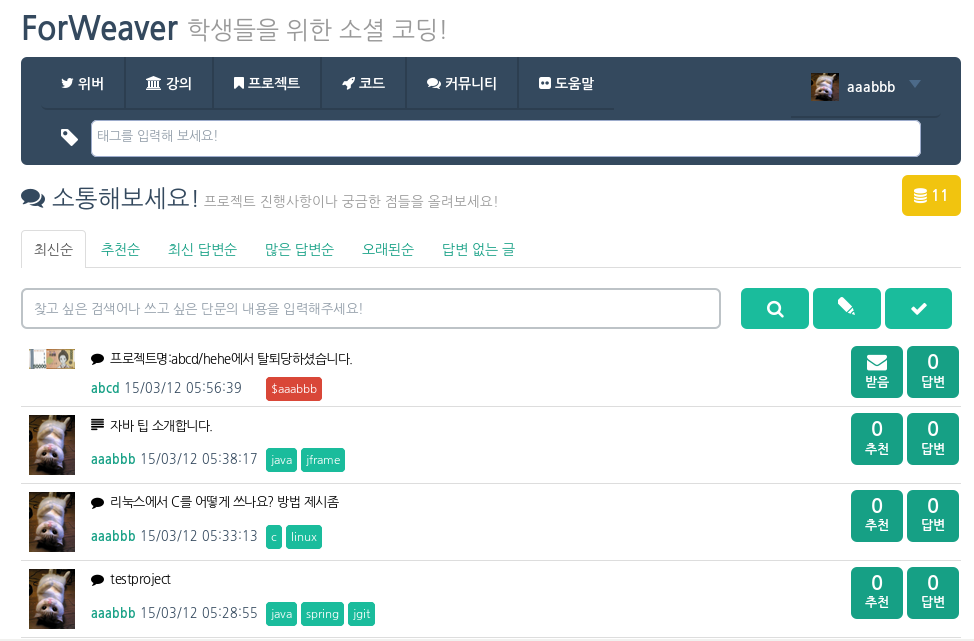 ForWeaver 학생들을 위한 소셜 코딩!
위버 강의 프로젝트 코드 커뮤니티 도움말 aaabbb
태그를 입력해 보세요!
소통해보세요! 프로젝트 진행사항이나 궁금한 점들을 올려보세요! 11
최신순 추천순 최신 답변순 많은 답변순 오래된순 답변 없는 글
찾고 싶은 검색어나 쓰고 싶은 단문의 내용을 입력해주세요!
프로젝트명:abcd/hehe에서 탈퇴당하셨습니다. 0
받음 답변
abcd 15/03/12 05:56:39 $aaabbb
자바 팁 소개합니다. 0 0
추천 답변
aaabbb 15/03/12 05:38:17 java jframe
리눅스에서 C를 어떻게 쓰나요? 방법 제시좀 0 0
추천 답변
aaabbb 15/03/12 05:33:13 c linux
testproject 0 0
추천 답변
aaabbb 15/03/12 05:28:55 java spring jgit